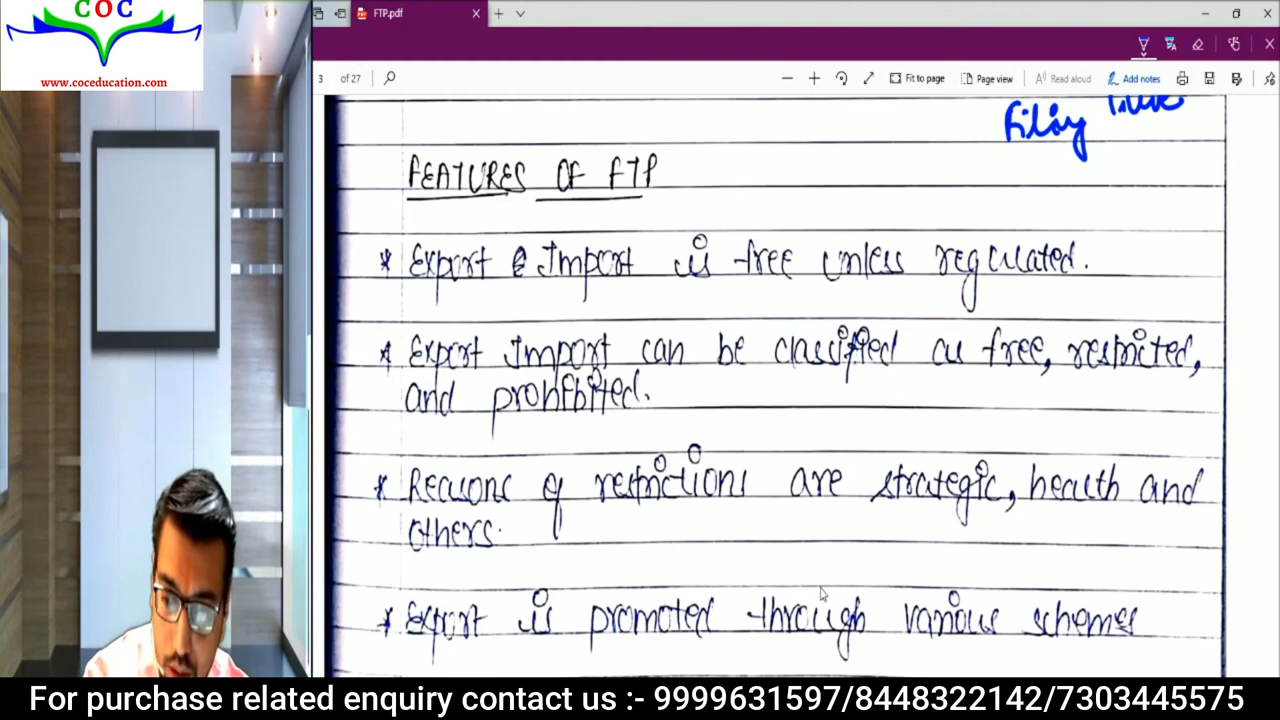 COC
www.coceducation.com
FTP.pdf
3 of 27
Fit to page
Page view
Read aloud
Add notes
Filing
FEATURES OF FTP
* Export & Import is free unless regulated.
* Export Import can be classified as free, restricted,
and prohibited.
* Reasons of restrictions are strategic, health and
others.
* Export is promoted through various schemes
For purchase related enquiry contact us :- 9999631597/8448322142/7303445575